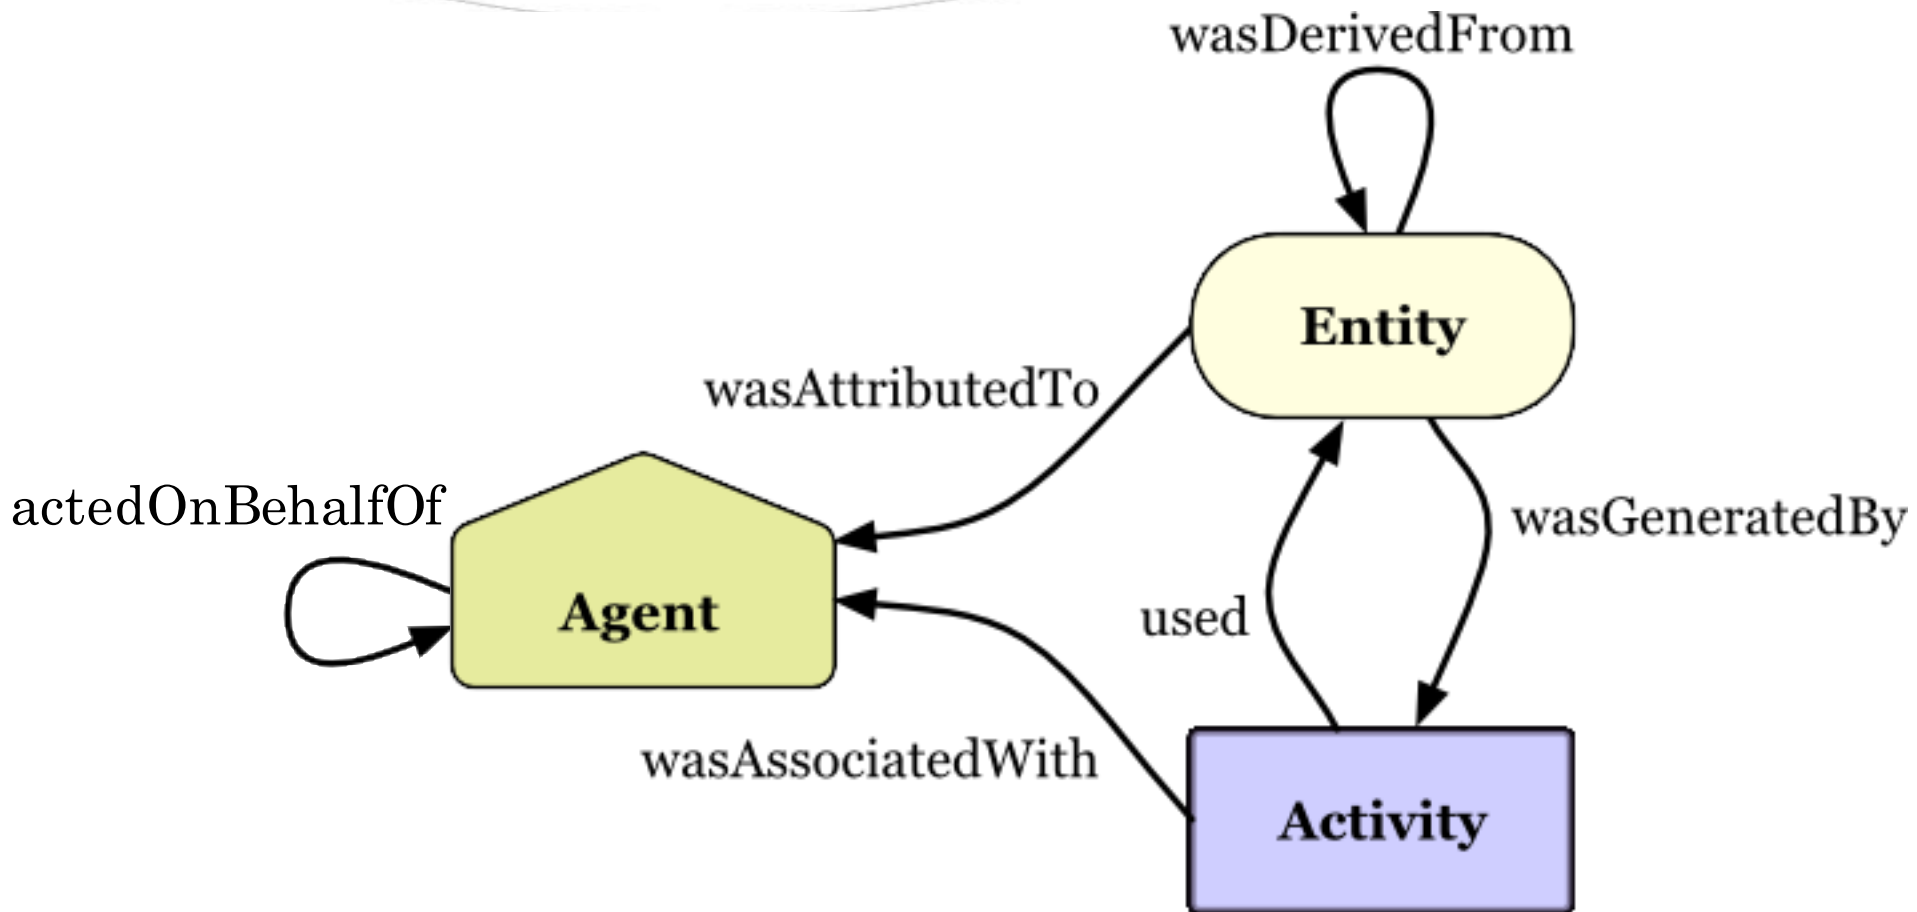 wasDerivedFrom
Entity
wasAttributedTo
actedOnBehalfOf
wasGeneratedBy
Agent
used
wasAssociatedWith
Activity